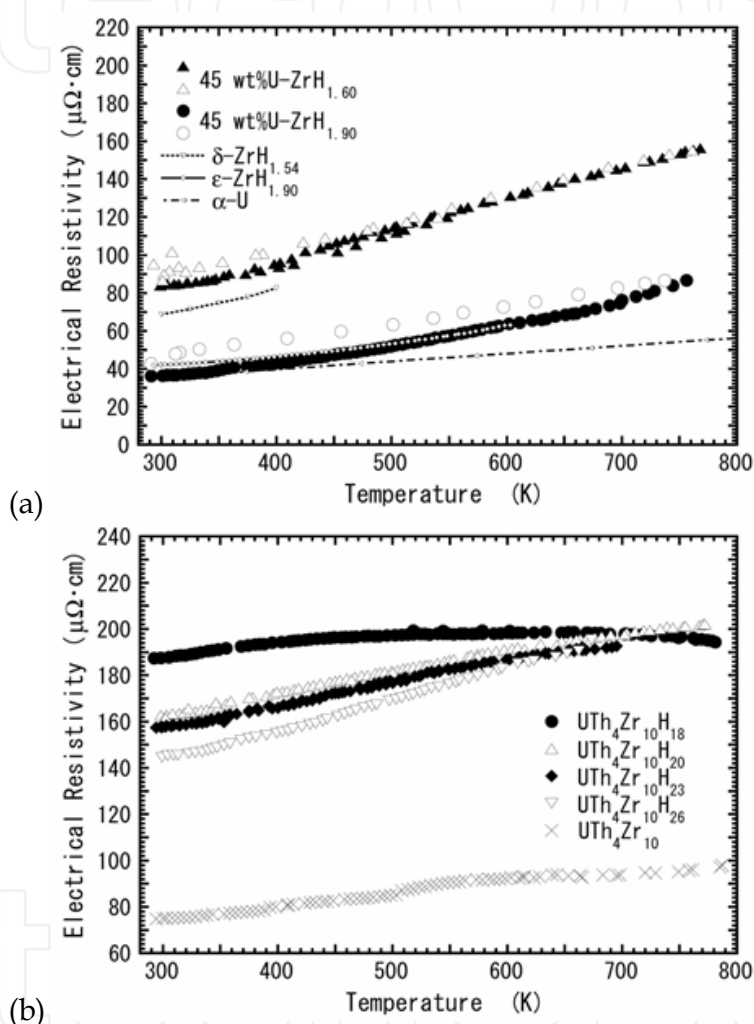 220
200
180
160
140
120
100
80
60
40
20
0
Electrical Resistivity (μΩ·cm)
45 wt%U-ZrH1.60
45 wt%U-ZrH1.90
δ-ZrH1.54
ε-ZrH1.90
α-U
300 400 500 600 700 800
Temperature (K)
(a)
240
220
200
180
160
140
120
100
80
60
Electrical Resistivity (μΩ·cm)
UTh4Zr10H18
UTh4Zr10H20
UTh4Zr10H23
UTh4Zr10H26
UTh4Zr10
300 400 500 600 700 800
Temperature (K)
(b)